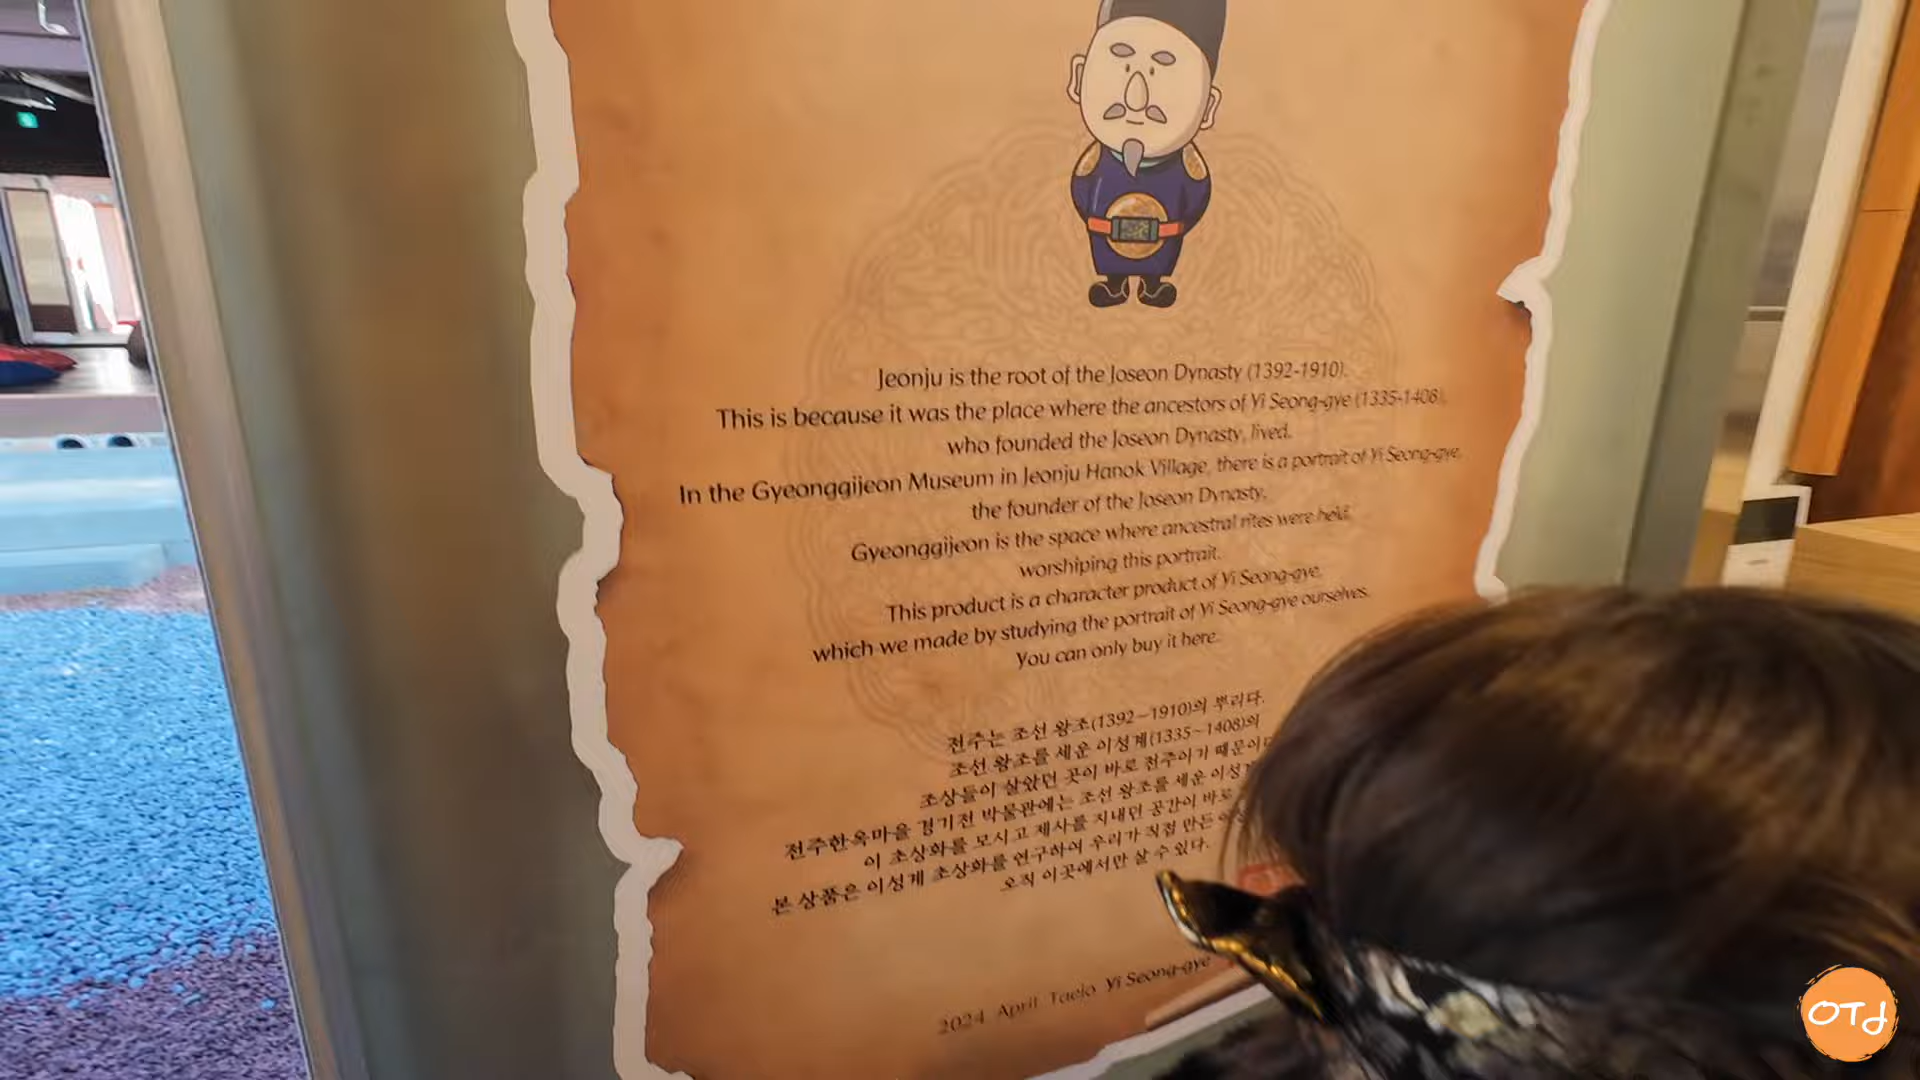 Jeonju is the root of the Joseon Dynasty (1392-1910).
This is because it was the place where the ancestors of Yi Seong-gye (1335-1408),
who founded the Joseon Dynasty, lived.
In the Gyeonggijeon Museum in Jeonju Hanok Village, there is a portrait of Yi Seong-gye,
the founder of the Joseon Dynasty.
Gyeonggijeon is the space where ancestral rites were held,
worshiping this portrait.
This product is a character product of Yi Seong-gye,
which we made by studying the portrait of Yi Seong-gye ourselves.
You can only buy it here.
전주는 조선 왕조(1392~1910)의 뿌리다.
조선 왕조를 세운 이성계(1335~1408)의
조상들이 살았던 곳이 바로 전주이기 때문이다
전주한옥마을 경기전 박물관에는 조선 왕조를 세운 이성계
이 초상화를 모시고 제사를 지내던 공간이 바로
본 상품은 이성계 초상화를 연구하여 우리가 직접 만든
오직 이곳에서만 살 수 있다.
2024 April Taejo Yi Seong-gye
OTJ